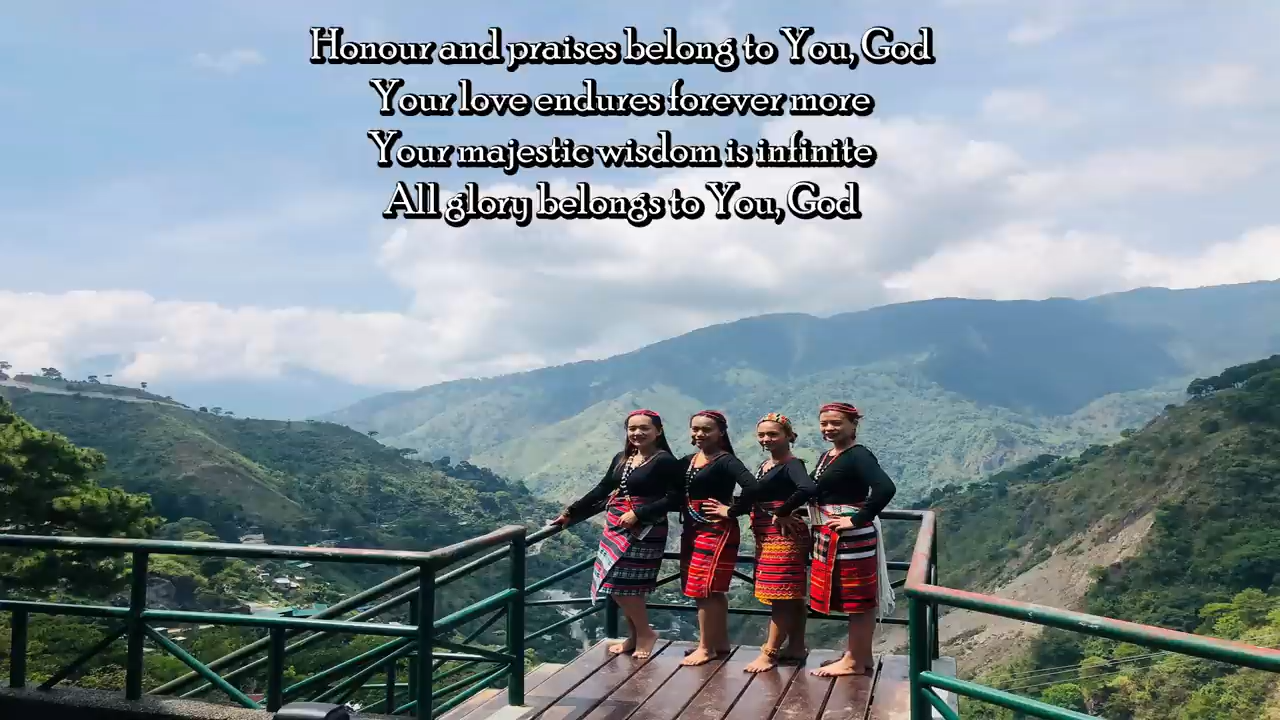 Honour and praises belong to You, God
Your love endures forever more
Your majestic wisdom is infinite
All glory belongs to You, God